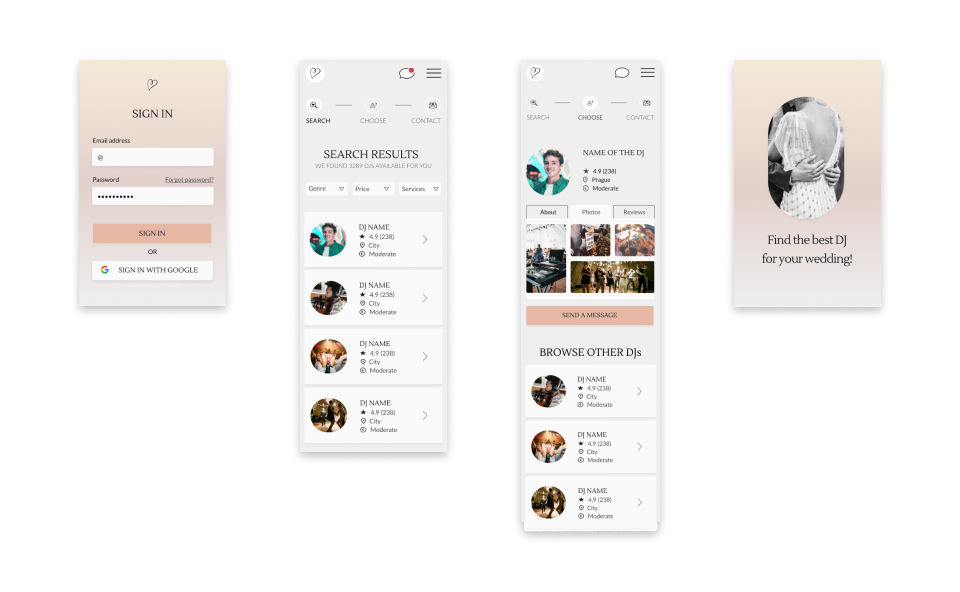 SIGN IN
Email address
@
Password Forgot password?
••••••••••
SIGN IN
OR
SIGN IN WITH GOOGLE
SEARCH CHOOSE CONTACT
SEARCH RESULTS
WE FOUND 3289 DJS AVAILABLE FOR YOU
Genre Price Services
DJ NAME
4.9 (238)
City
Moderate
DJ NAME
4.9 (238)
City
Moderate
DJ NAME
4.9 (238)
City
Moderate
DJ NAME
4.9 (238)
City
Moderate
SEARCH CHOOSE CONTACT
NAME OF THE DJ
4.9 (238)
Prague
Moderate
About Photos Reviews
SEND A MESSAGE
BROWSE OTHER DJs
DJ NAME
4.9 (238)
City
Moderate
DJ NAME
4.9 (238)
City
Moderate
DJ NAME
4.9 (238)
City
Moderate
Find the best DJ
for your wedding!